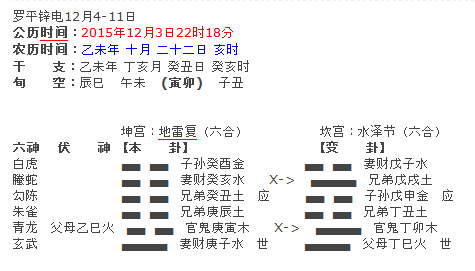 罗平锌电12月4-11日
公历时间：2015年12月3日22时18分
农历时间：乙未年 十月 二十二日 亥时
干　支：乙未年 丁亥月 癸丑日 癸亥时
旬　空：辰巳 午未 （寅卯） 子丑
坤宫：地雷复（六合） 坎宫：水泽节（六合）
六神 伏 神 【本 卦】 【变 卦】
白虎 子孙癸酉金 妻财戊子水
螣蛇 妻财癸亥水 X-> 兄弟戊戌土
勾陈 兄弟癸丑土 应 子孙戊申金 应
朱雀 兄弟庚辰土 兄弟丁丑土
青龙 父母乙巳火 官鬼庚寅木 X-> 官鬼丁卯木
玄武 妻财庚子水 世 父母丁巳火 世